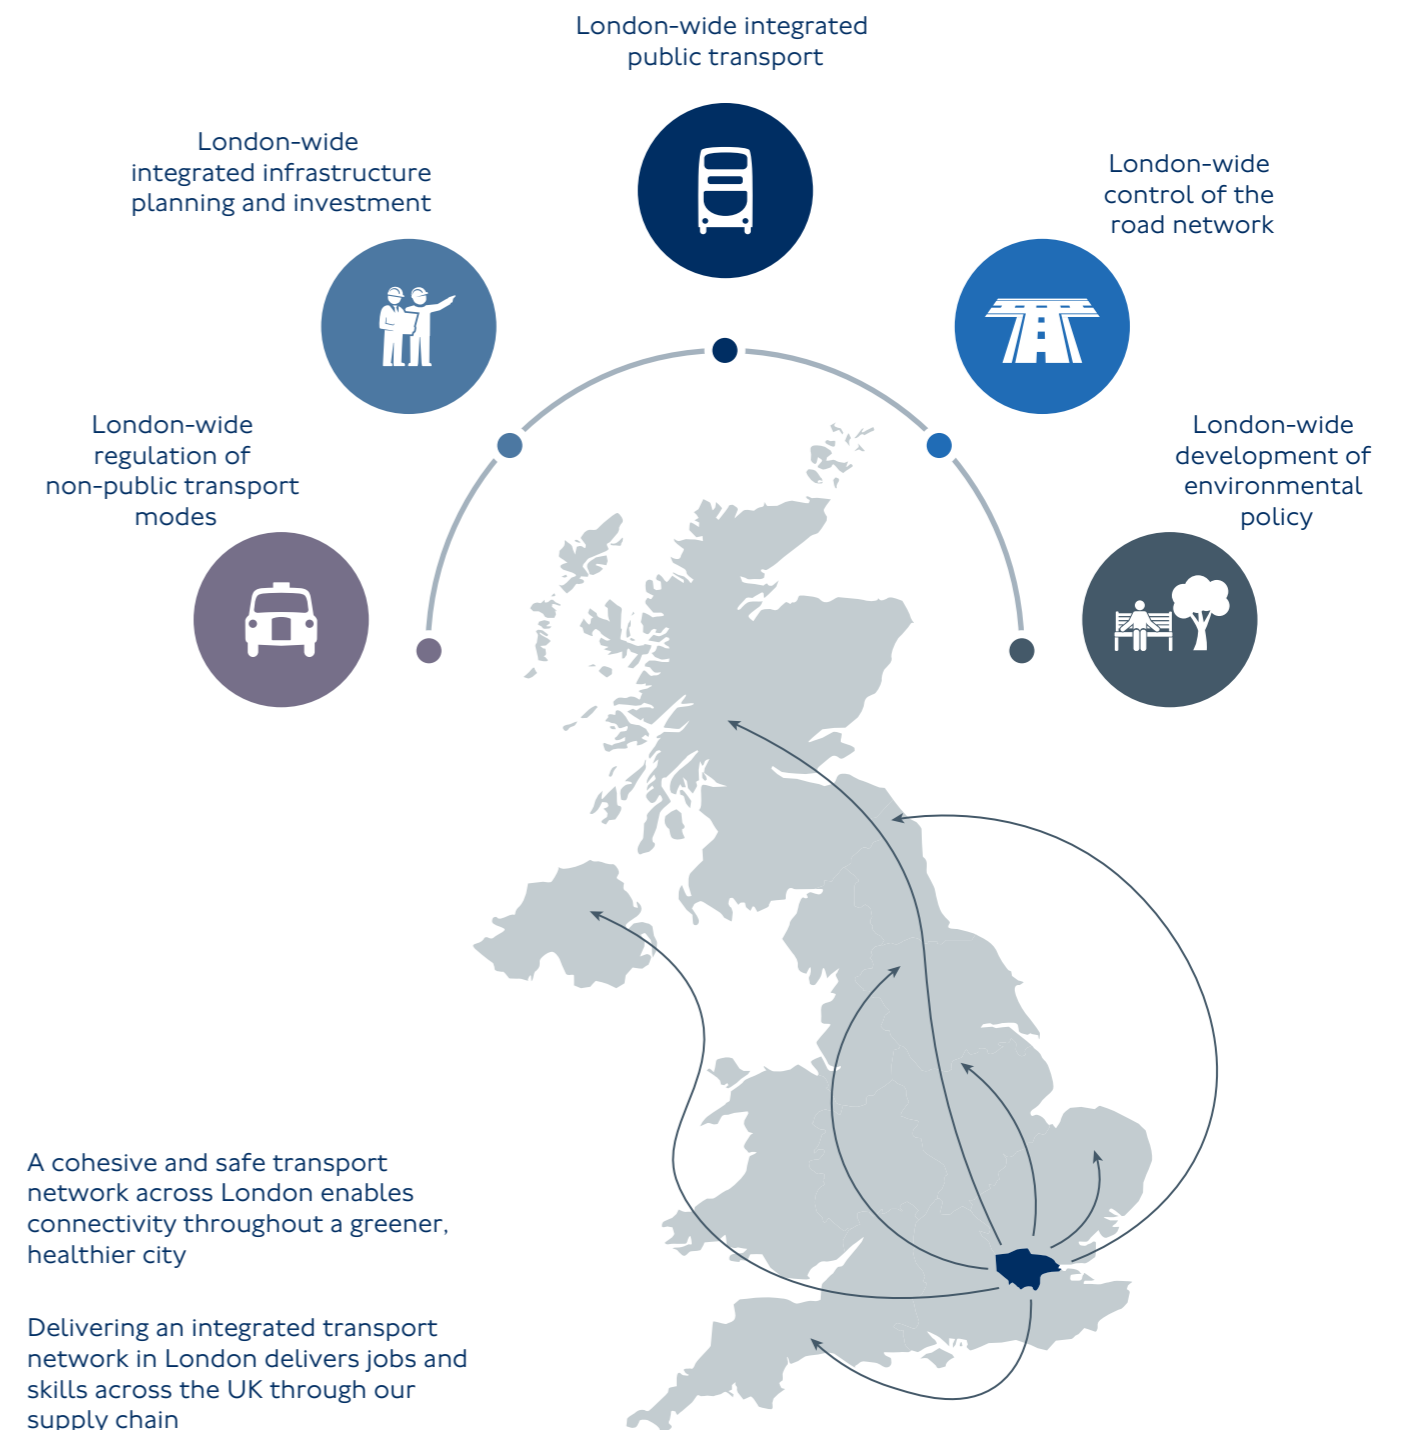 London-wide integrated
public transport
London-wide
integrated infrastructure
planning and investment
London-wide
control of the
road network
London-wide
regulation of
non-public transport
modes
London-wide
development of
environmental
policy
A cohesive and safe transport
network across London enables
connectivity throughout a greener,
healthier city
Delivering an integrated transport
network in London delivers jobs and
skills across the UK through our
supply chain